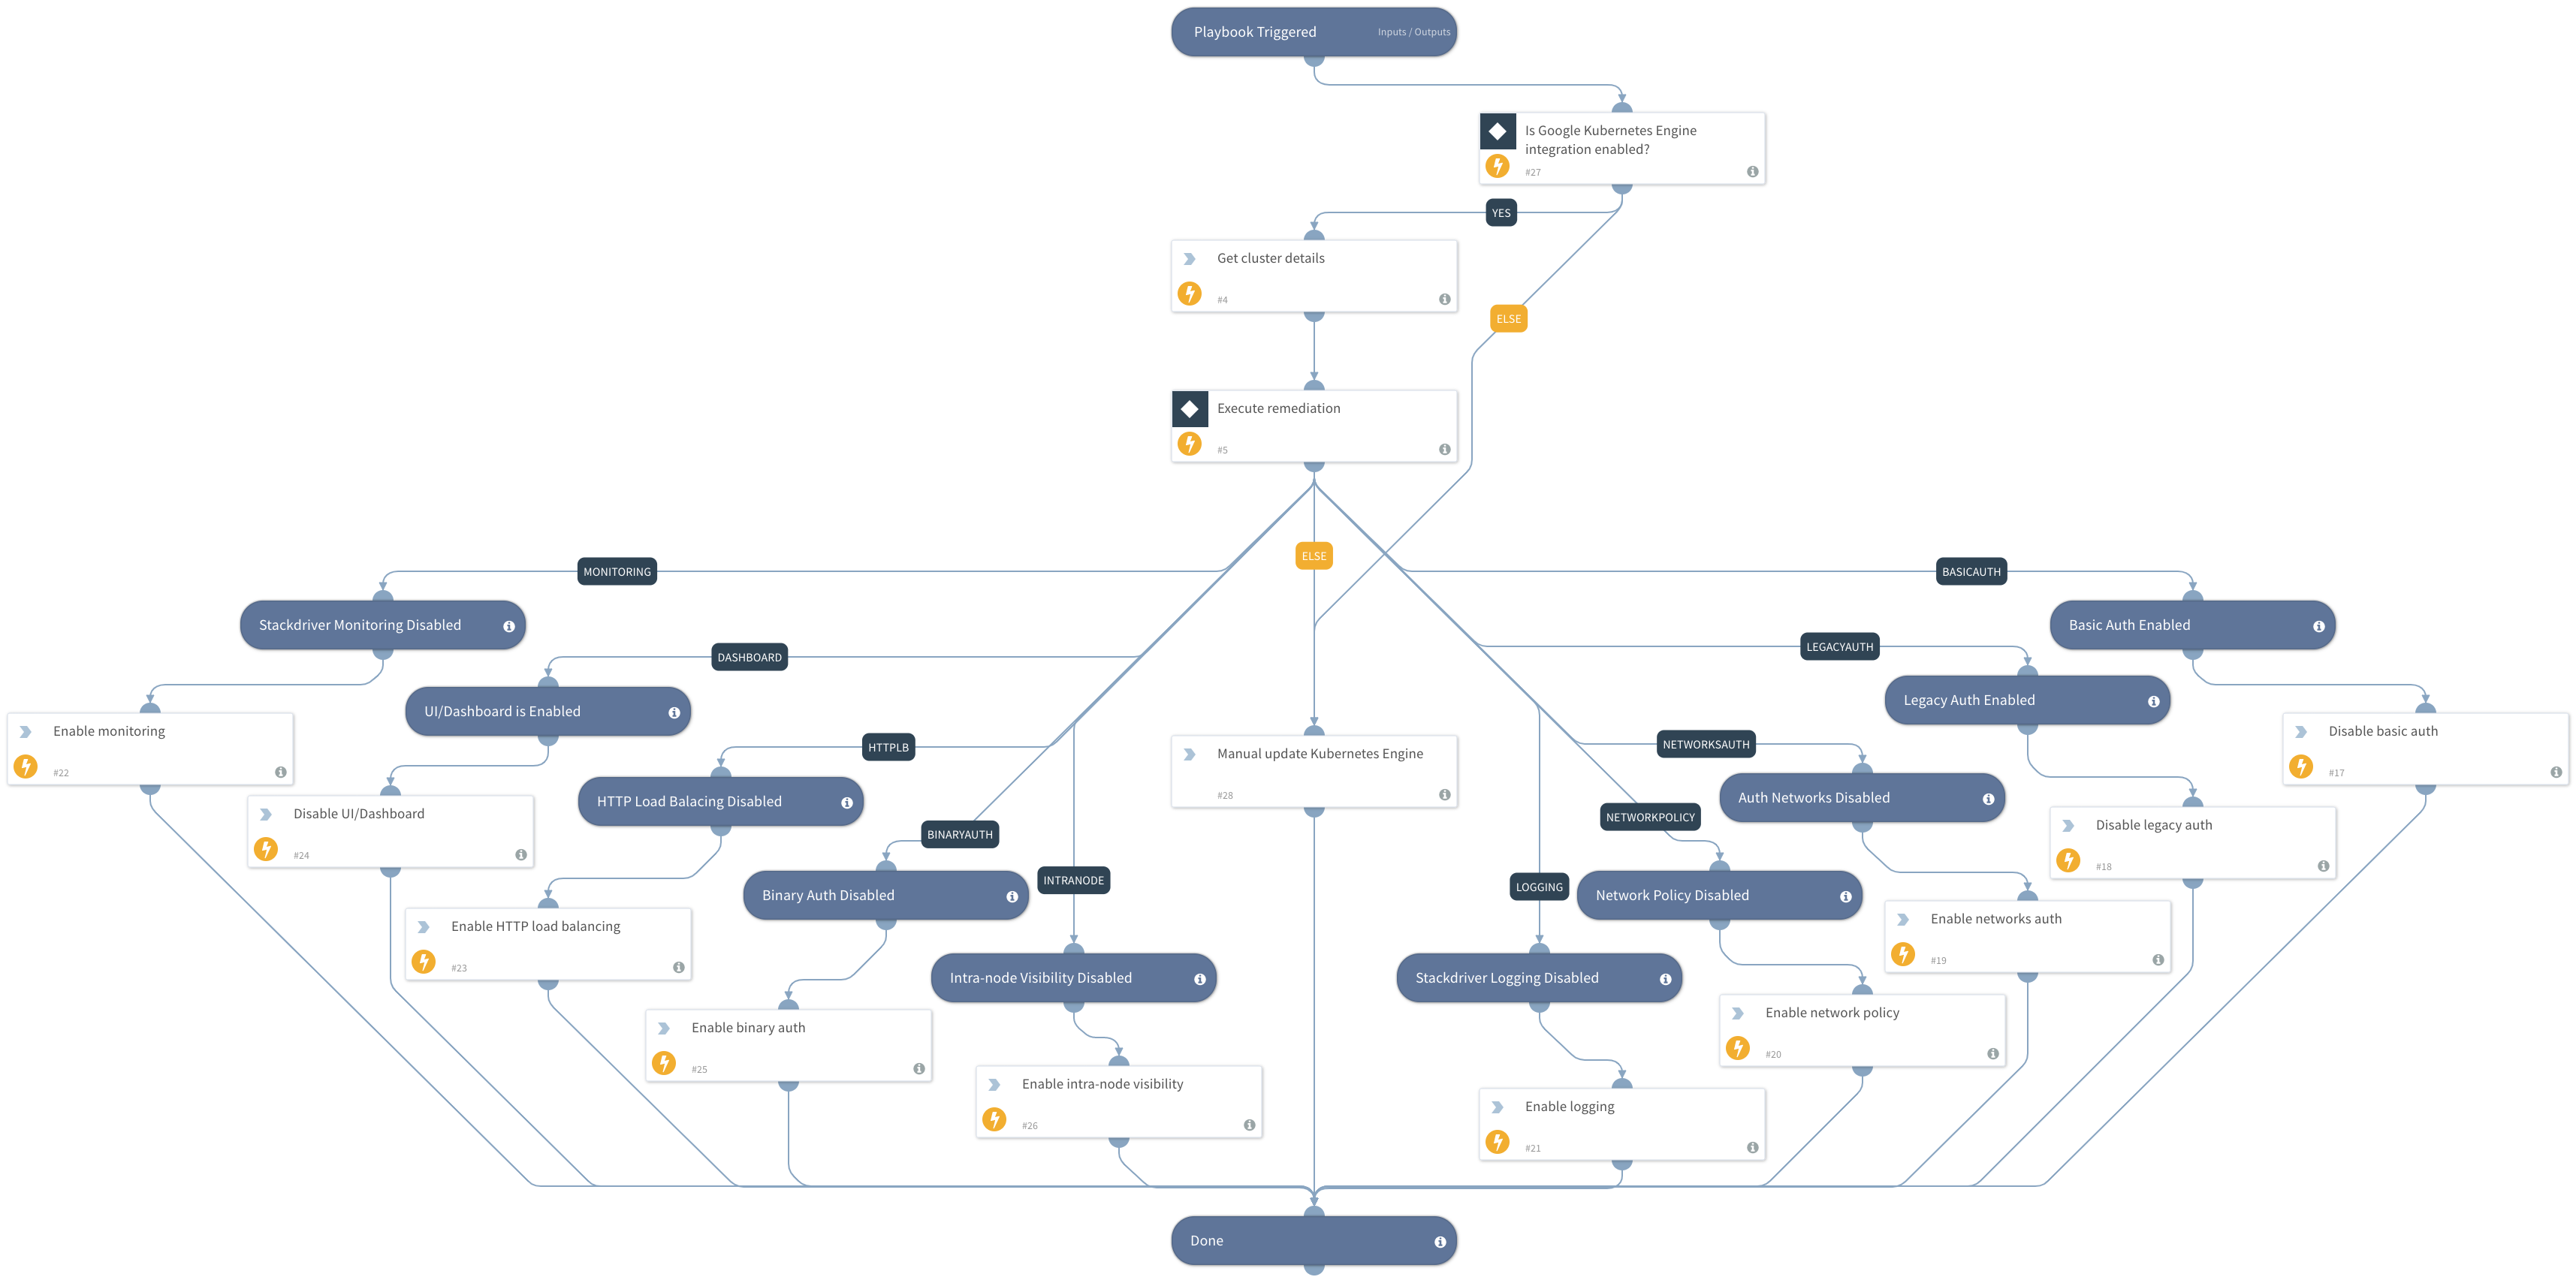 Playbook Triggered
Inputs / Outputs
Is Google Kubernetes Engine
integration enabled?
#27
YES
Get cluster details
#4
ELSE
Execute remediation
#5
ELSE
MONITORING
BASICAUTH
Stackdriver Monitoring Disabled
Basic Auth Enabled
DASHBOARD
LEGACYAUTH
UI/Dashboard is Enabled
Legacy Auth Enabled
Enable monitoring
#22
HTTPLB
Manual update Kubernetes Engine
#28
NETWORKSAUTH
Disable basic auth
#17
Disable UI/Dashboard
#24
HTTP Load Balacing Disabled
Auth Networks Disabled
NETWORKPOLICY
Disable legacy auth
#18
BINARYAUTH
INTRANODE
LOGGING
Binary Auth Disabled
Network Policy Disabled
Enable HTTP load balancing
#23
Enable networks auth
#19
Intra-node Visibility Disabled
Stackdriver Logging Disabled
Enable binary auth
#25
Enable network policy
#20
Enable intra-node visibility
#26
Enable logging
#21
Done